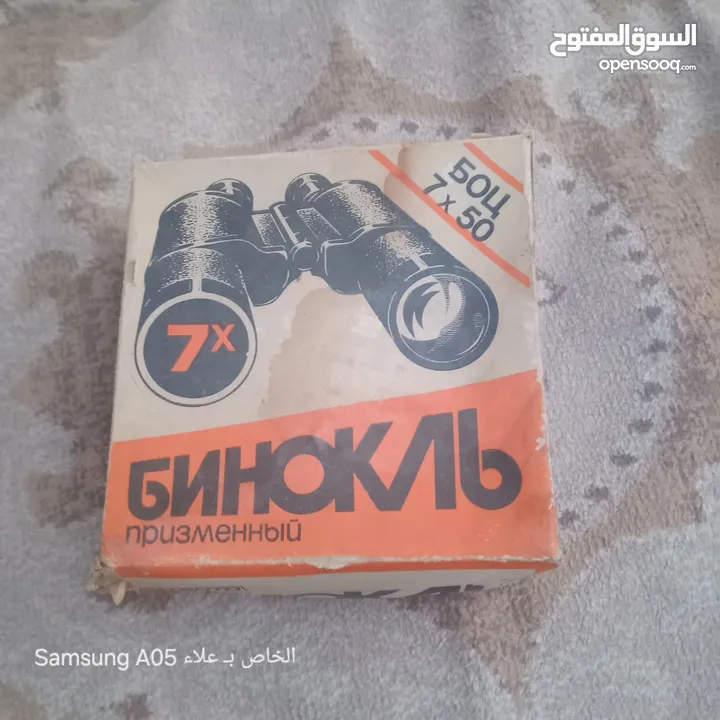 السوق المفتوح
opensooq.com
БОЦ
7 x 50
7x
БИНОКЛЬ
призменный
Samsung A05 الخاص بـ علاء